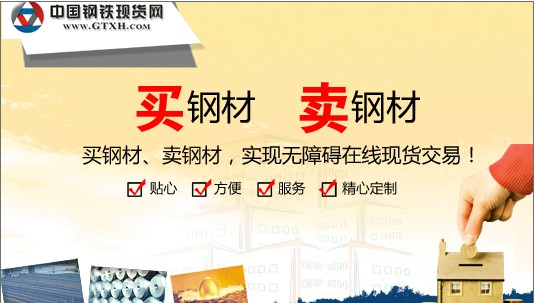 中国钢铁现货网
WWW.GTXH.COM
买钢材 卖钢材
买钢材、卖钢材，实现无障碍在线现货交易！
贴心 方便 服务 精心定制